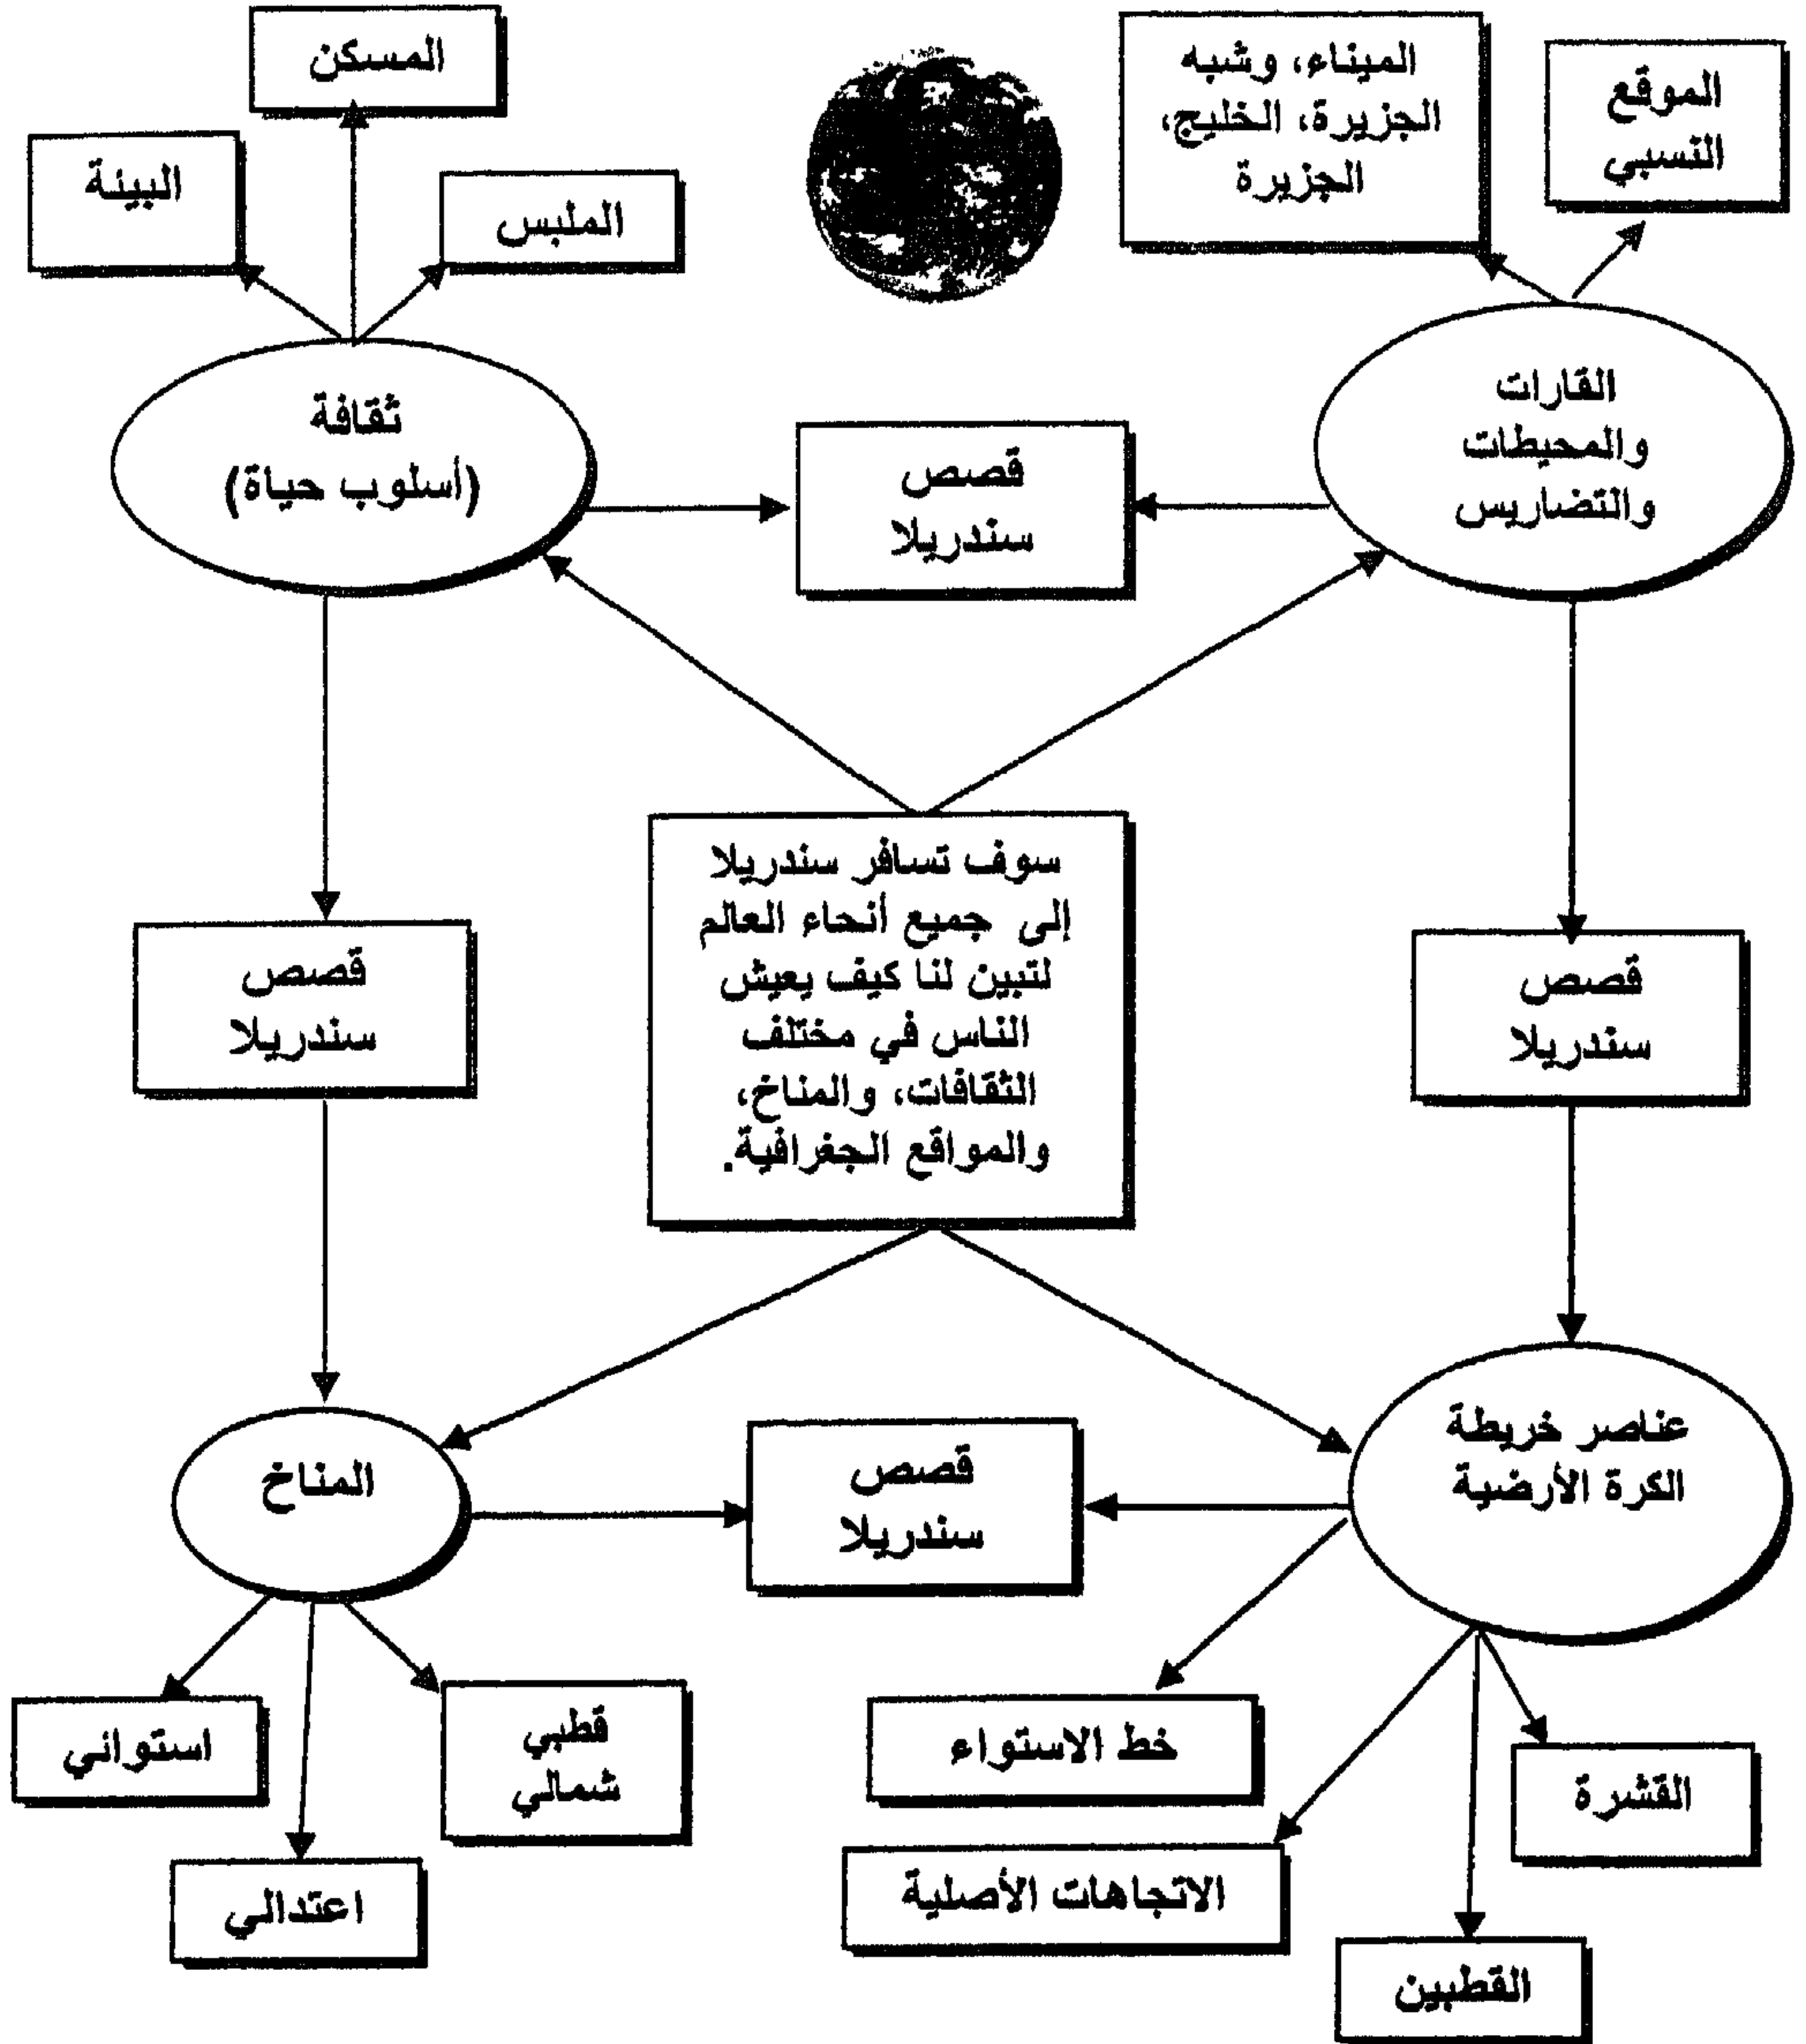 الميناء، وشبه
الجزيرة، الخليج،
الجزيرة
الموقع
النسبي
المسكن
البيئة
الملبس
القارات
والمحيطات
والتضاريس
قصص
سندريلا
ثقافة
(أسلوب حياة)
سوف تسافر سندريلا
إلى جميع أنحاء العالم
لتبين لنا كيف يعيش
الناس في مختلف
الثقافات، والمناخ،
والمواقع الجغرافية.
قصص
سندريلا
قصص
سندريلا
عناصر خريطة
الكرة الأرضية
قصص
سندريلا
المناخ
خط الاستواء
القشرة
الاتجاهات الأصلية
القطبين
قطبي
شمالي
استوائي
اعتدالي